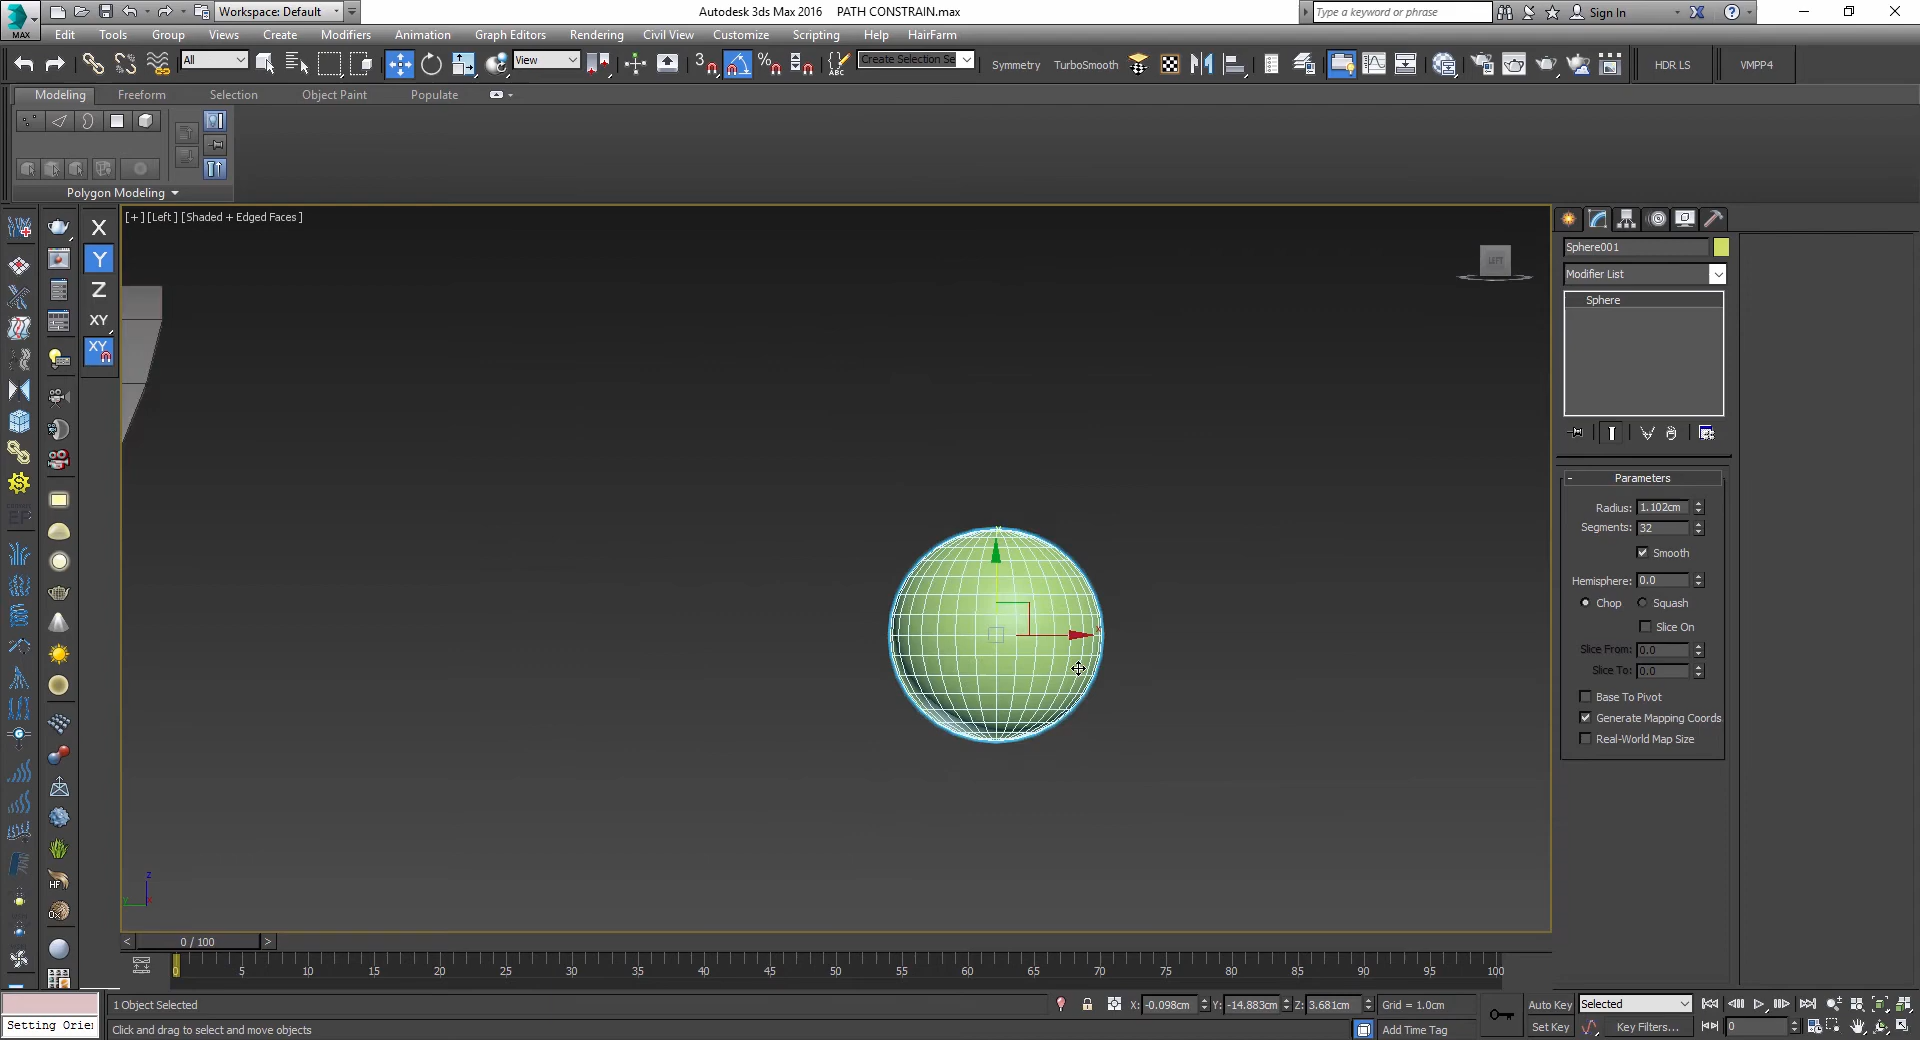 Workspace: Default
Autodesk 3ds Max 2016 PATH CONSTRAIN.max
Type a keyword or phrase
Sign In
MAX
Edit Tools Group Views Create Modifiers Animation Graph Editors Rendering Civil View Customize Scripting Help HairFarm
All
View
3
ABC
Create Selection Se
Symmetry TurboSmooth
HDR LS VMPP4
Modeling Freeform Selection Object Paint Populate
Polygon Modeling
[+] [Left ] [Shaded + Edged Faces ]
X
Y
Z
XY
XY
LEFT
Sphere001
Modifier List
Sphere
Parameters
Radius: 1.102cm
Segments: 32
Smooth
Hemisphere: 0.0
Chop Squash
Slice On
Slice From: 0.0
Slice To: 0.0
Base To Pivot
Generate Mapping Coords
Real-World Map Size
EP
HF
Ox
z
y
x
0 / 100
0 5 10 15 20 25 30 35 40 45 50 55 60 65 70 75 80 85 90 95 100
1 Object Selected
X: -0.098cm Y: -14.883cm Z: 3.681cm Grid = 1.0cm
Auto Key Selected
Setting Orie
Click and drag to select and move objects
Add Time Tag
Set Key Key Filters... 0